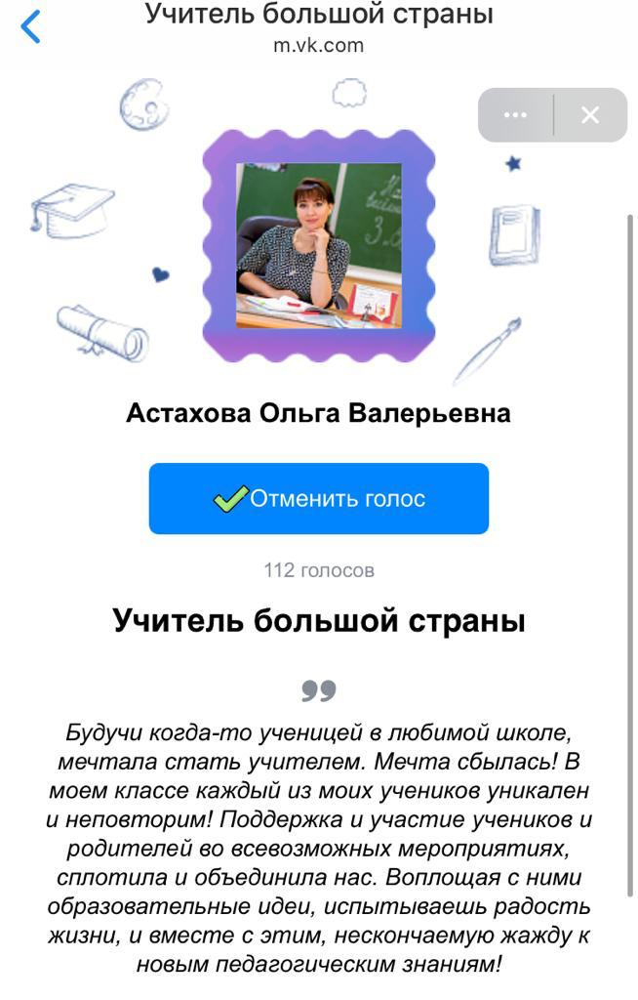 Учитель большой страны
m.vk.com
Астахова Ольга Валерьевна
Отменить голос
112 голосов
Учитель большой страны
Будучи когда-то ученицей в любимой школе,
мечтала стать учителем. Мечта сбылась! В
моем классе каждый из моих учеников уникален
и неповторим! Поддержка и участие учеников и
родителей во всевозможных мероприятиях,
сплотила и объединила нас. Воплощая с ними
образовательные идеи, испытываешь радость
жизни, и вместе с этим, нескончаемую жажду к
новым педагогическим знаниям!